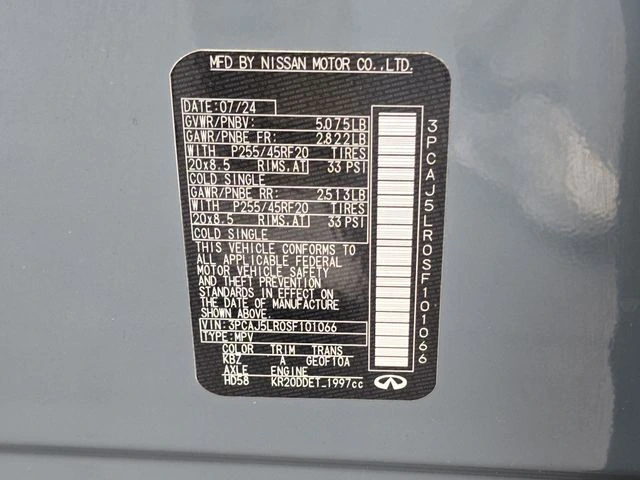 MFD BY NISSAN MOTOR CO.,LTD.
DATE: 07/24
GVWR/PNBV: 5,075LB
GAWR/PNBE FR: 2,822LB
WITH P255/45RF20 TIRES
20x8.5 RIMS.AT 33 PSI
COLD SINGLE
GAWR/PNBE RR: 2,513LB
WITH P255/45RF20 TIRES
20x8.5 RIMS.AT 33 PSI
COLD SINGLE
THIS VEHICLE CONFORMS TO
ALL APPLICABLE FEDERAL
MOTOR VEHICLE SAFETY
AND THEFT PREVENTION
STANDARDS IN EFFECT ON
THE DATE OF MANUFACTURE
SHOWN ABOVE.
VIN: 3PCAJ5LR0SF101066
TYPE: MPV
COLOR TRIM TRANS
KBZ A GE0F10A
AXLE ENGINE
HD58 KR20DDET_1997cc
3PCAJ5LR0SF101066